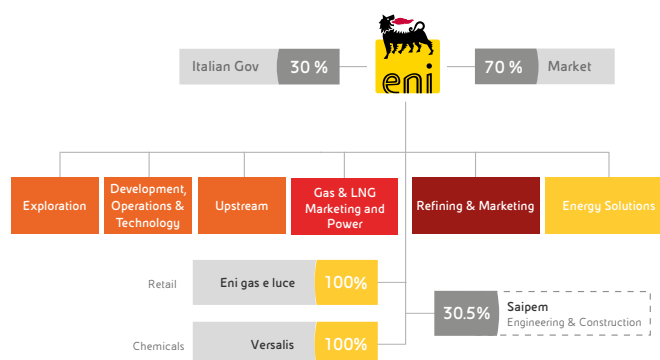 Italian Gov 30 % eni 70 % Market
Exploration
Development,
Operations &
Technology
Upstream
Gas & LNG
Marketing and
Power
Refining & Marketing
Energy Solutions
Retail Eni gas e luce 100%
30.5% Saipem
Engineering & Construction
Chemicals Versalis 100%